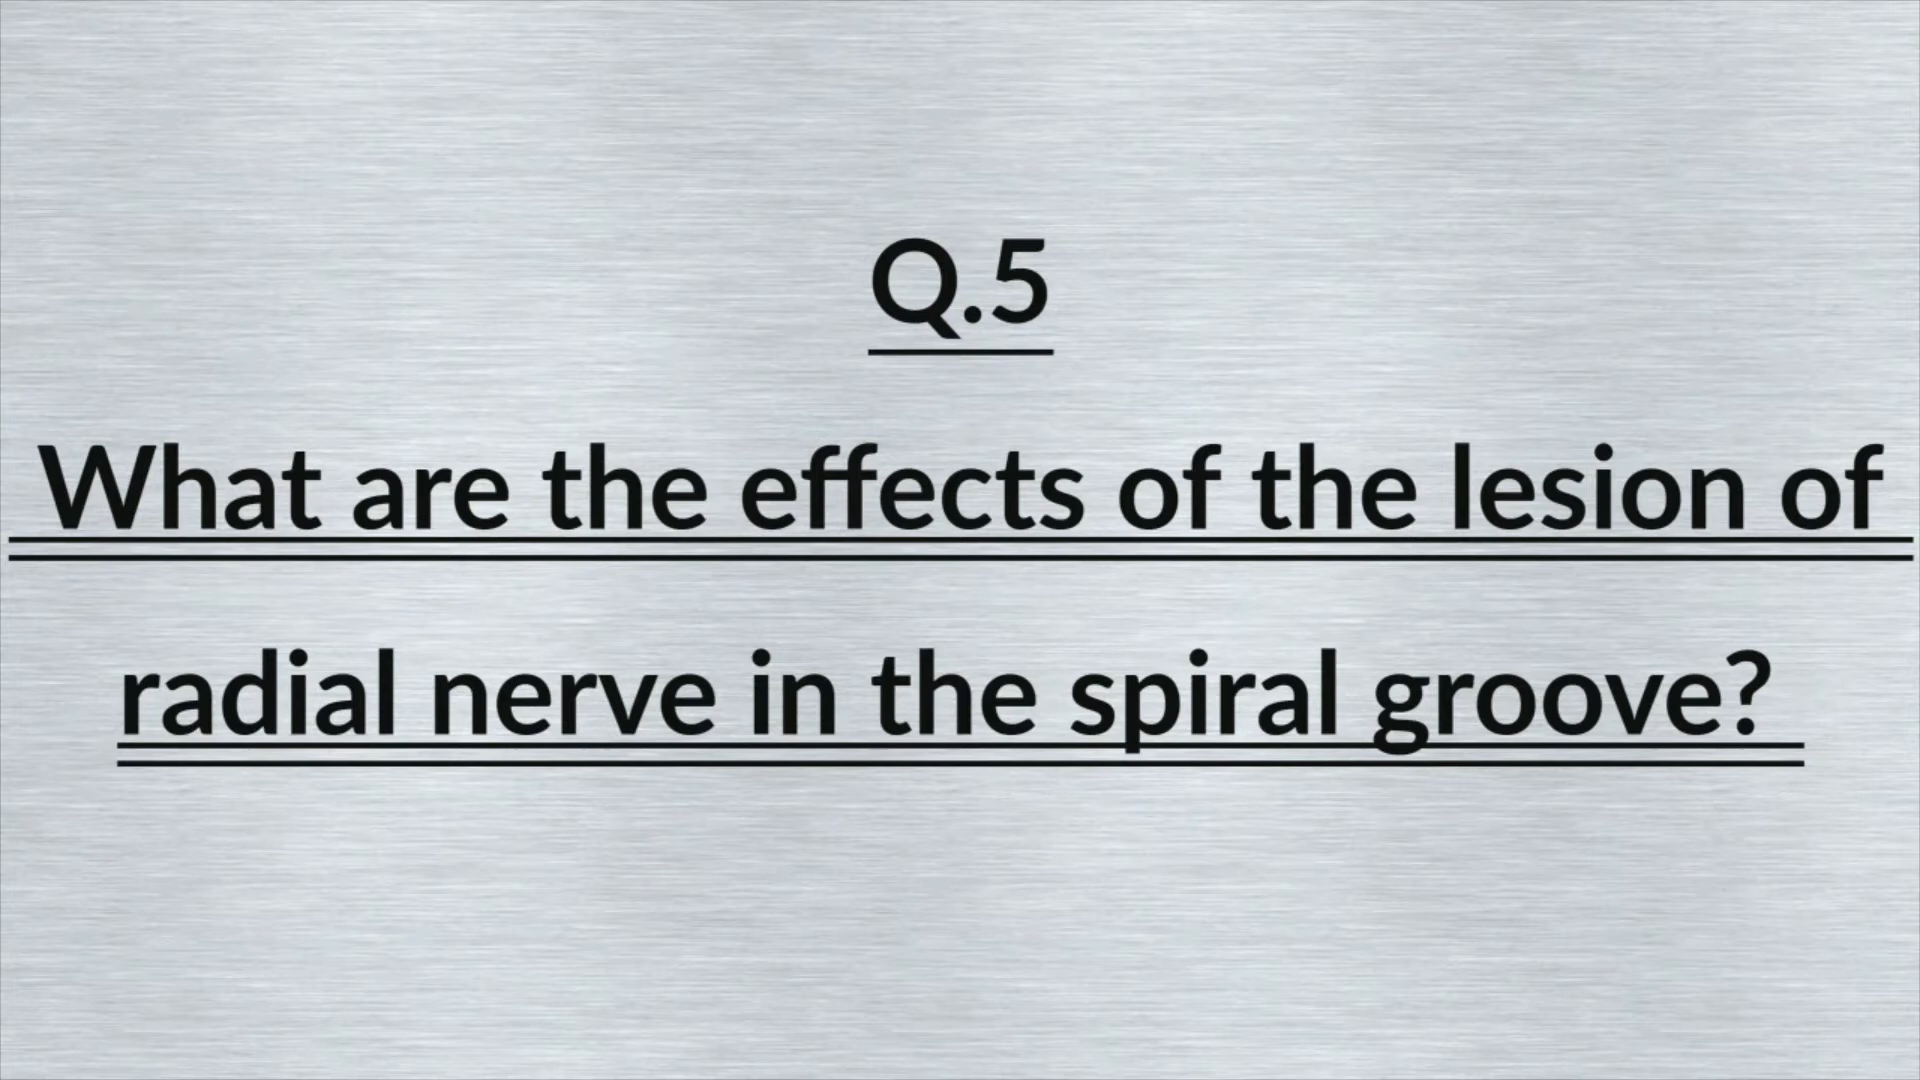 Q.5
What are the effects of the lesion of
radial nerve in the spiral groove?